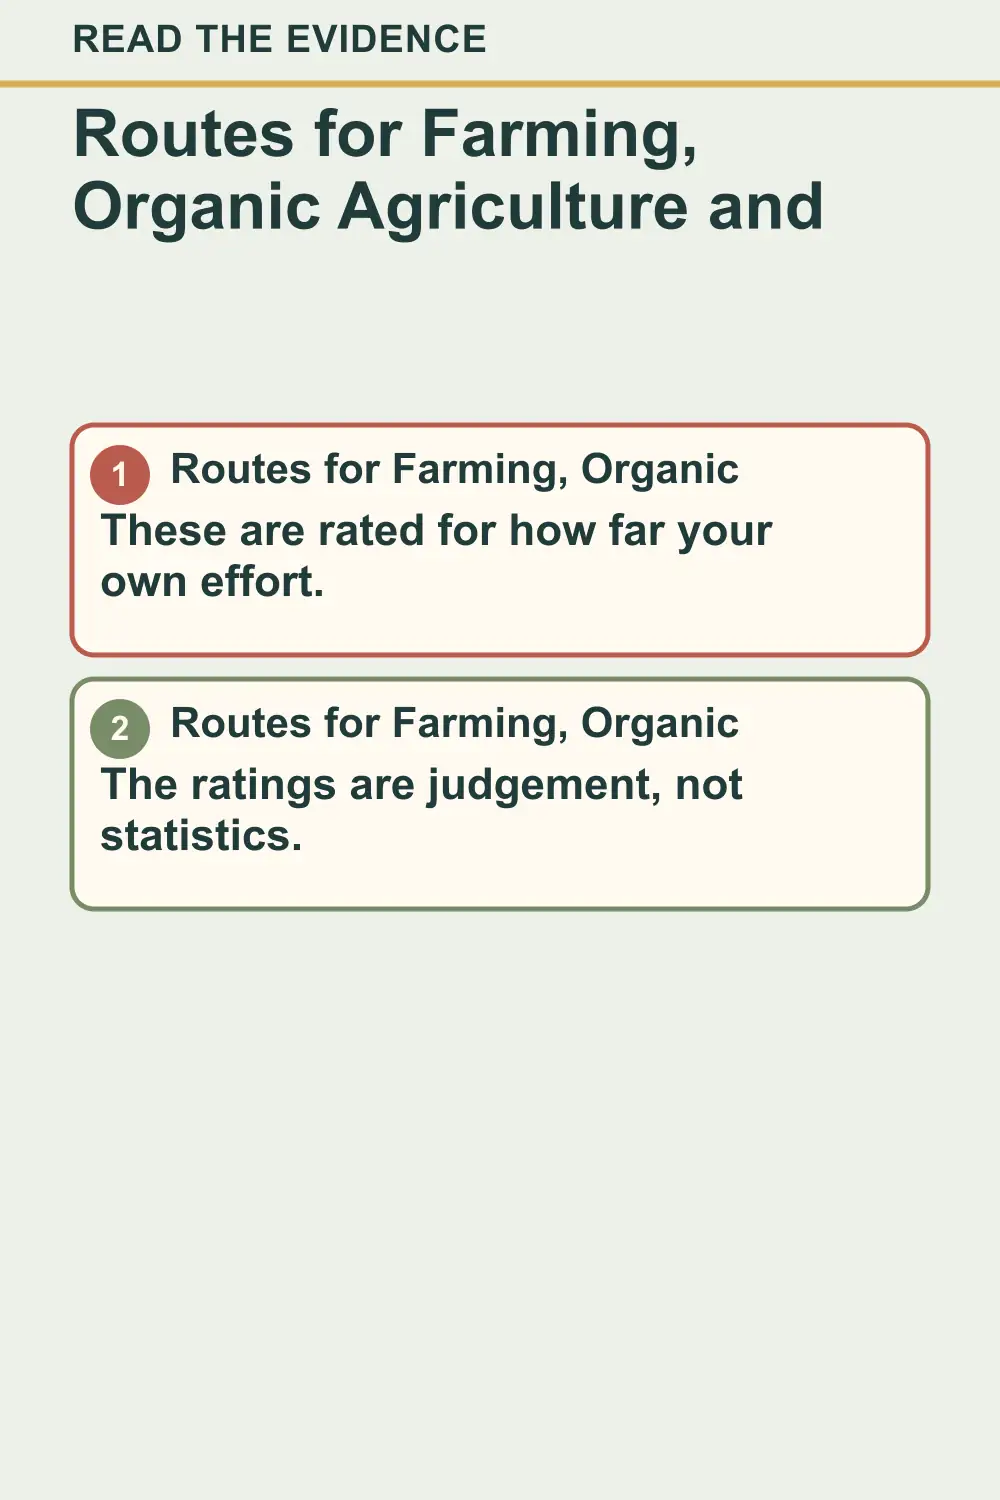 READ THE EVIDENCE
Routes for Farming,
Organic Agriculture and
1 Routes for Farming, Organic
These are rated for how far your
own effort.
2 Routes for Farming, Organic
The ratings are judgement, not
statistics.